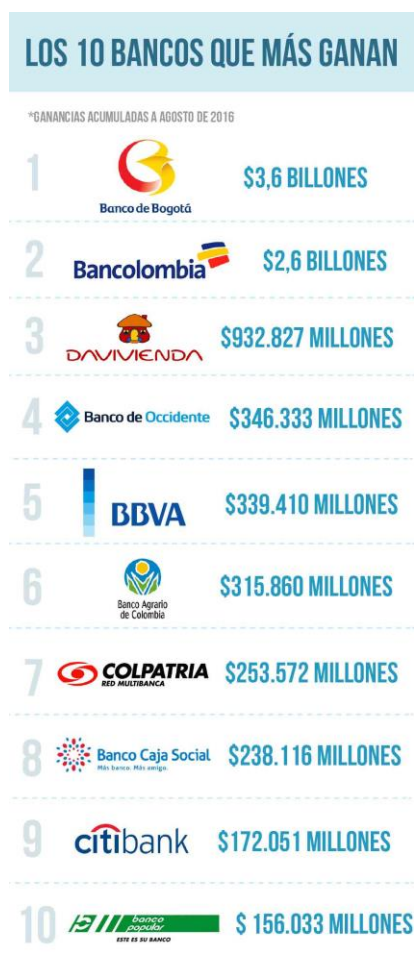 LOS 10 BANCOS QUE MÁS GANAN
*GANANCIAS ACUMULADAS A AGOSTO DE 2016
1
Banco de Bogotá
$3,6 BILLONES
2
Bancolombia
$2,6 BILLONES
3
DAVIVIENDA
$932.827 MILLONES
4
Banco de Occidente
$346.333 MILLONES
5
BBVA
$339.410 MILLONES
6
Banco Agrario
de Colombia
$315.860 MILLONES
7
COLPATRIA
RED MULTIBANCA
$253.572 MILLONES
8
Banco Caja Social
Más banco. Más amigo.
$238.116 MILLONES
9
citibank
$172.051 MILLONES
10
banco
popular
ESTE ES SU BANCO
$ 156.033 MILLONES